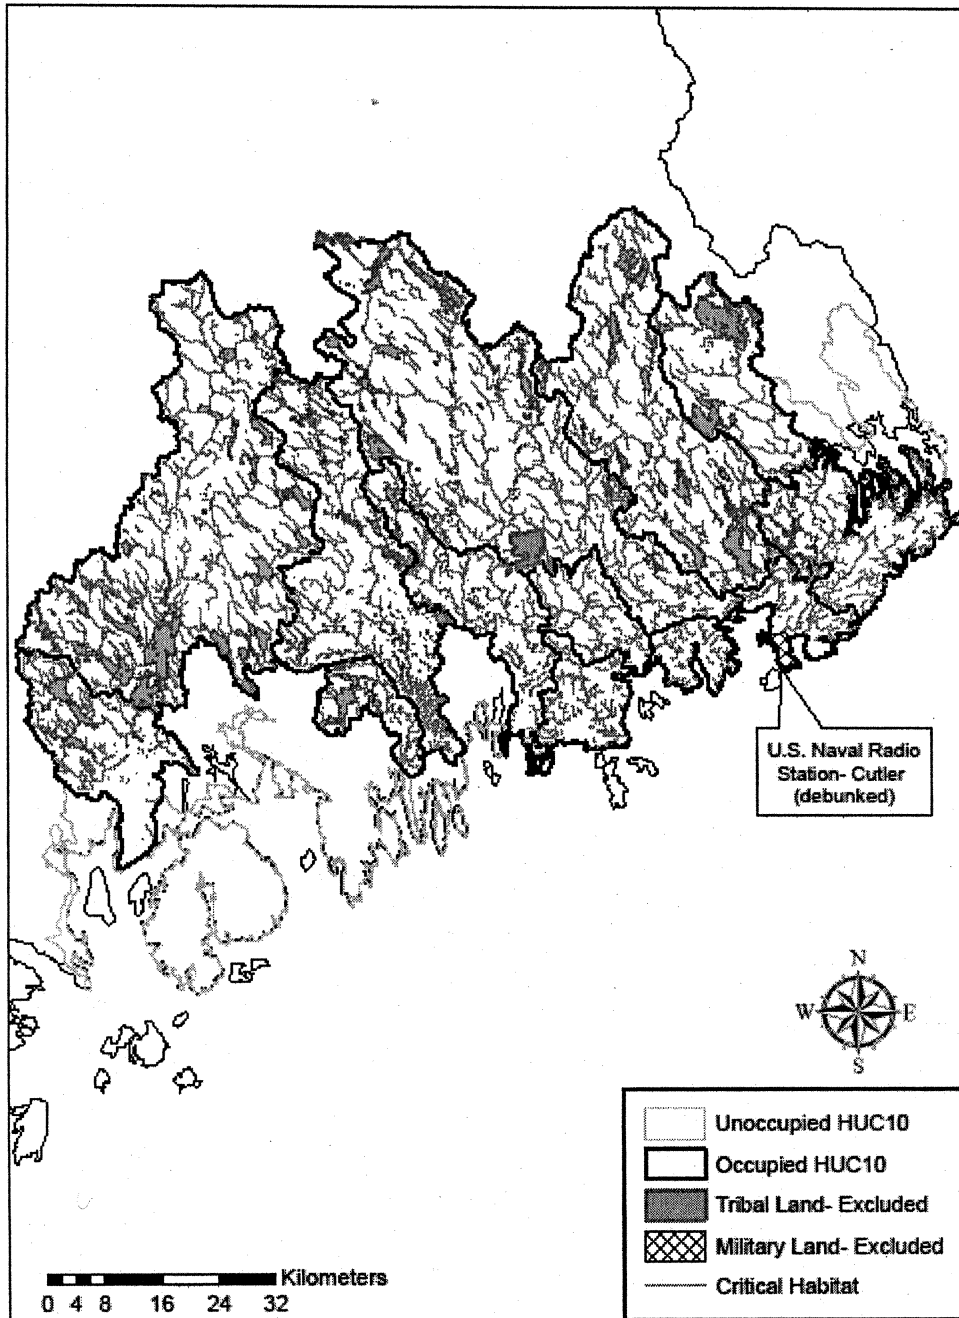 U.S. Naval Radio
Station- Cutler
(debunked)
N
W E
S
Unoccupied HUC10
Occupied HUC10
Tribal Land- Excluded
Military Land- Excluded
Critical Habitat
Kilometers
0 4 8 16 24 32